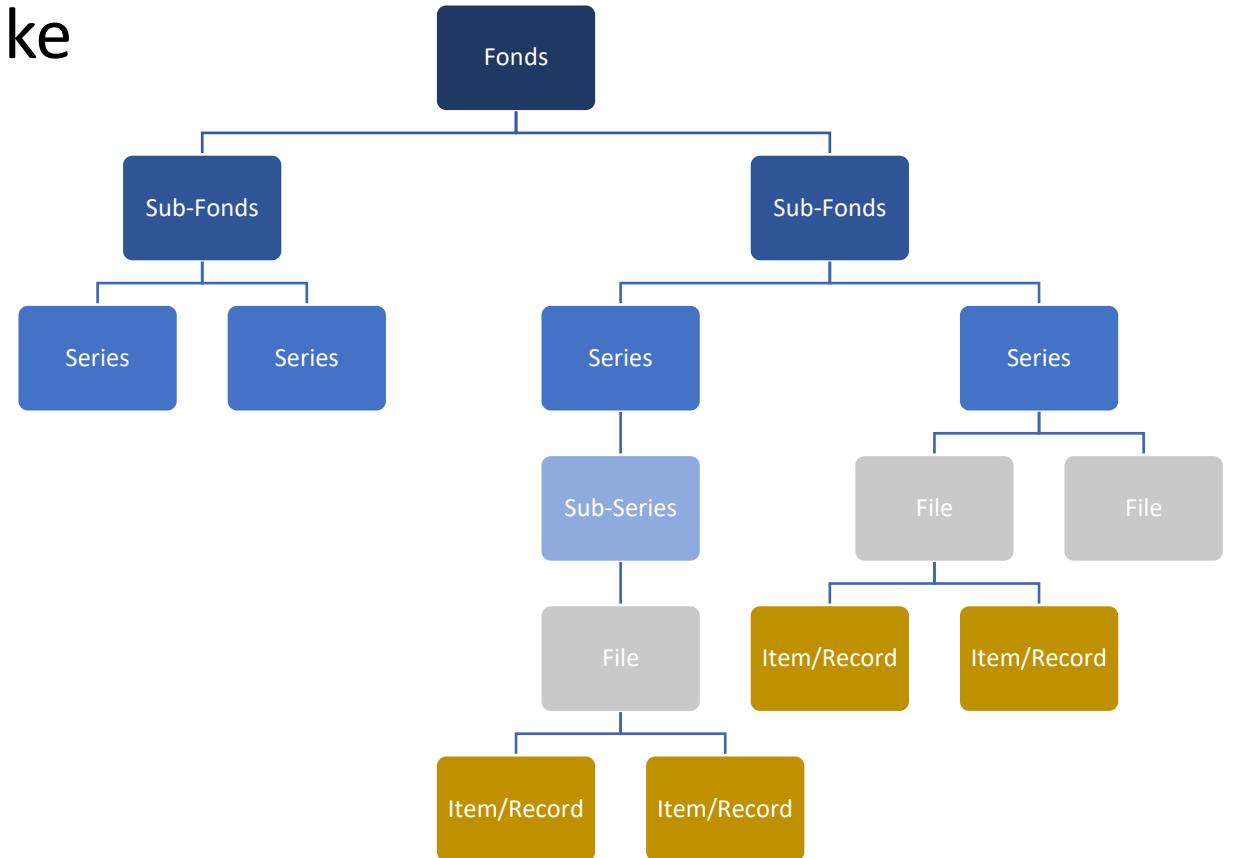 ke
Fonds
Sub-Fonds
Sub-Fonds
Series
Series
Series
Series
Sub-Series
File
File
File
Item/Record
Item/Record
Item/Record
Item/Record